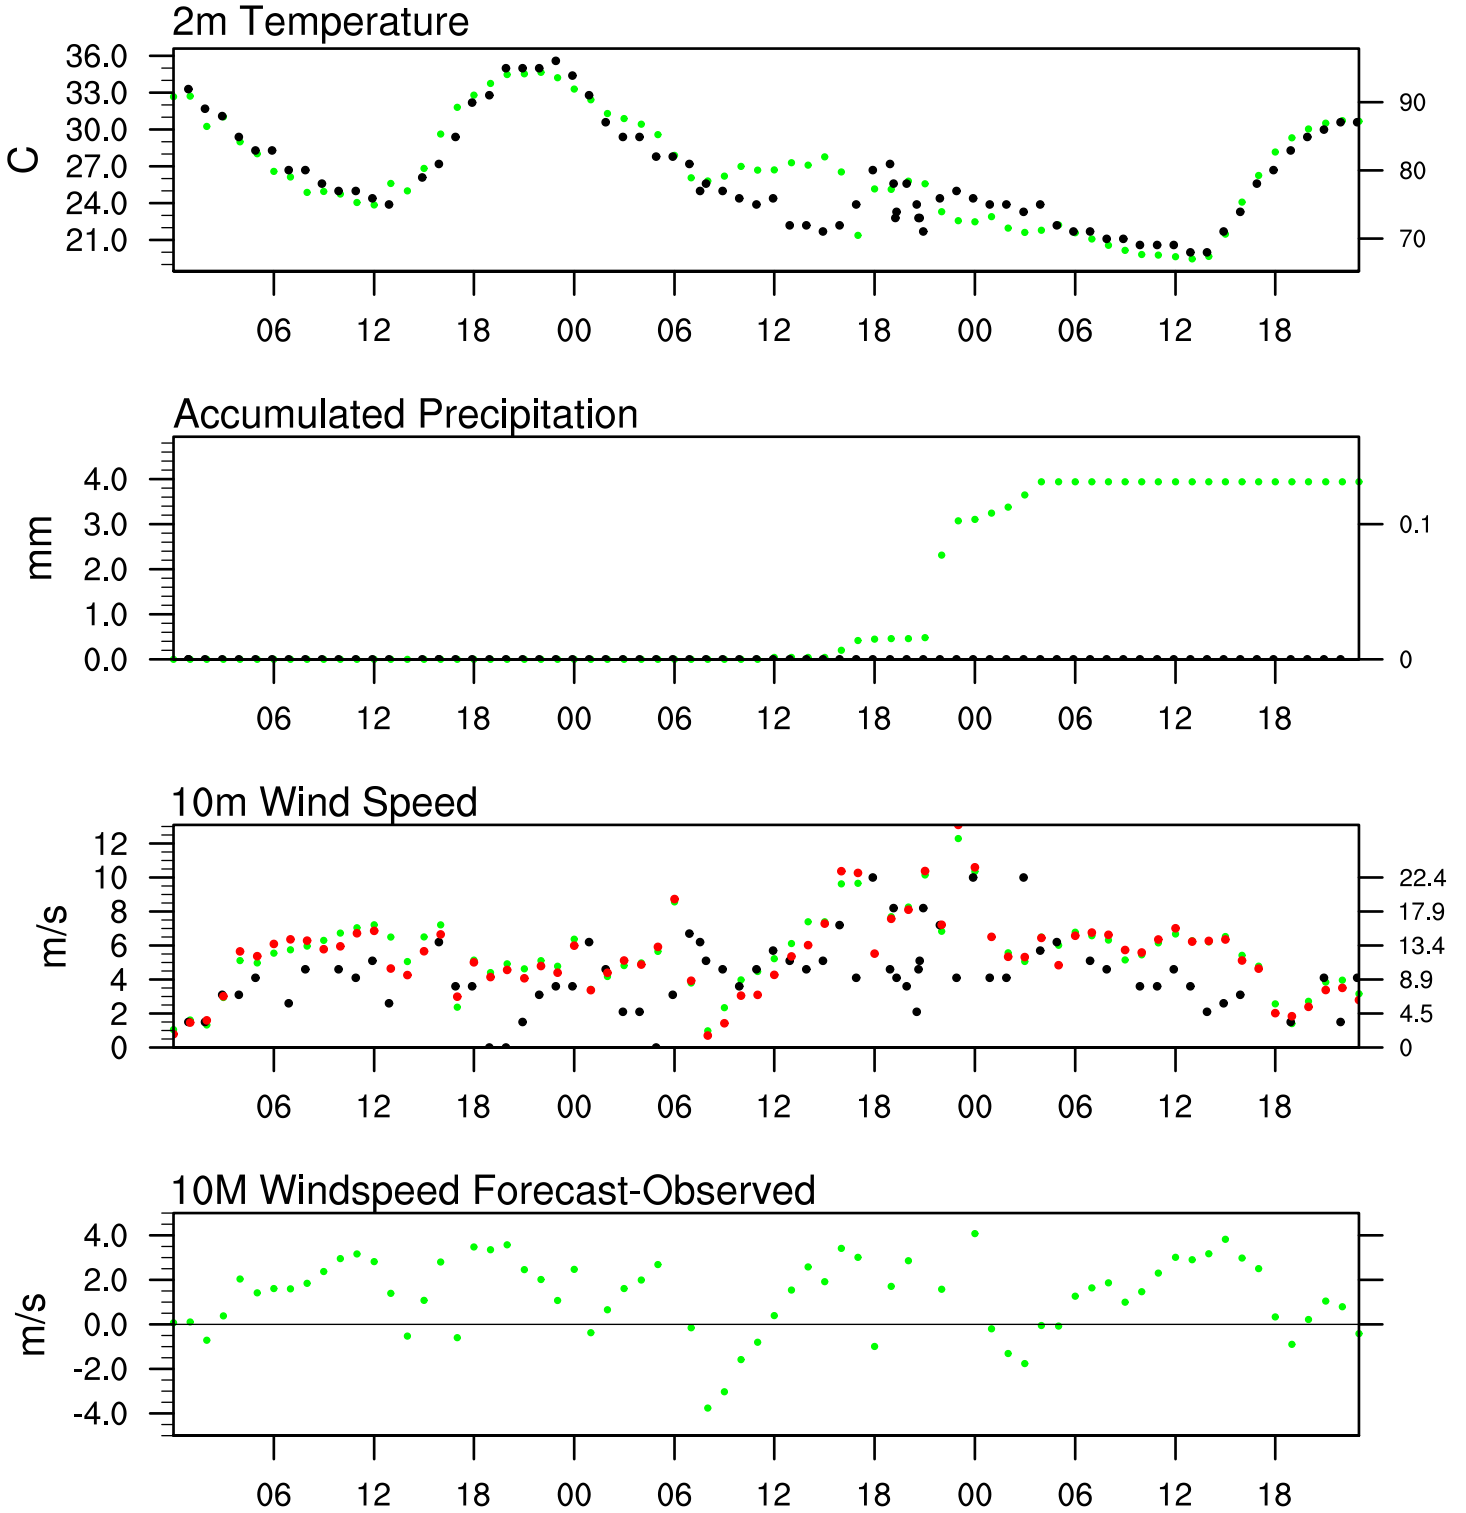 2m Temperature
36.0
33.0
30.0
27.0
24.0
21.0
C
90
80
70
06 12 18 00 06 12 18 00 06 12 18
Accumulated Precipitation
4.0
3.0
2.0
1.0
0.0
mm
0.1
0
06 12 18 00 06 12 18 00 06 12 18
10m Wind Speed
12
10
8
6
4
2
0
m/s
22.4
17.9
13.4
8.9
4.5
0
06 12 18 00 06 12 18 00 06 12 18
10M Windspeed Forecast-Observed
4.0
2.0
0.0
-2.0
-4.0
m/s
06 12 18 00 06 12 18 00 06 12 18